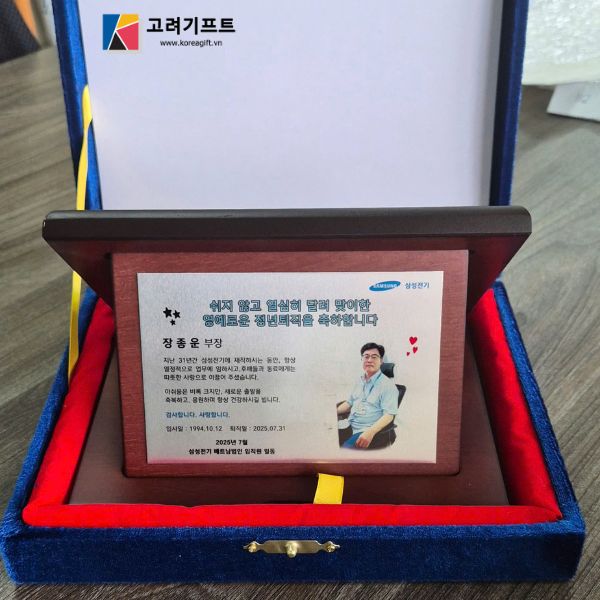 고려기프트
www.koreagift.vn
SAMSUNG 삼성전기
쉬지 않고 열심히 달려 맞이한
영예로운 정년퇴직을 축하합니다
장 종 운 부장
지난 31년간 삼성전기에 재직하시는 동안, 항상
열정적으로 업무에 임하시고,후배들과 동료에게는
따뜻한 사랑으로 이끌어 주셨습니다.
아쉬움은 비록 크지만, 새로운 출발을
축복하고, 응원하며 항상 건강하시길 빕니다.
감사합니다. 사랑합니다.
입사일 : 1994.10.12 퇴직일 : 2025.07.31
2025년 7월
삼성전기 베트남법인 임직원 일동